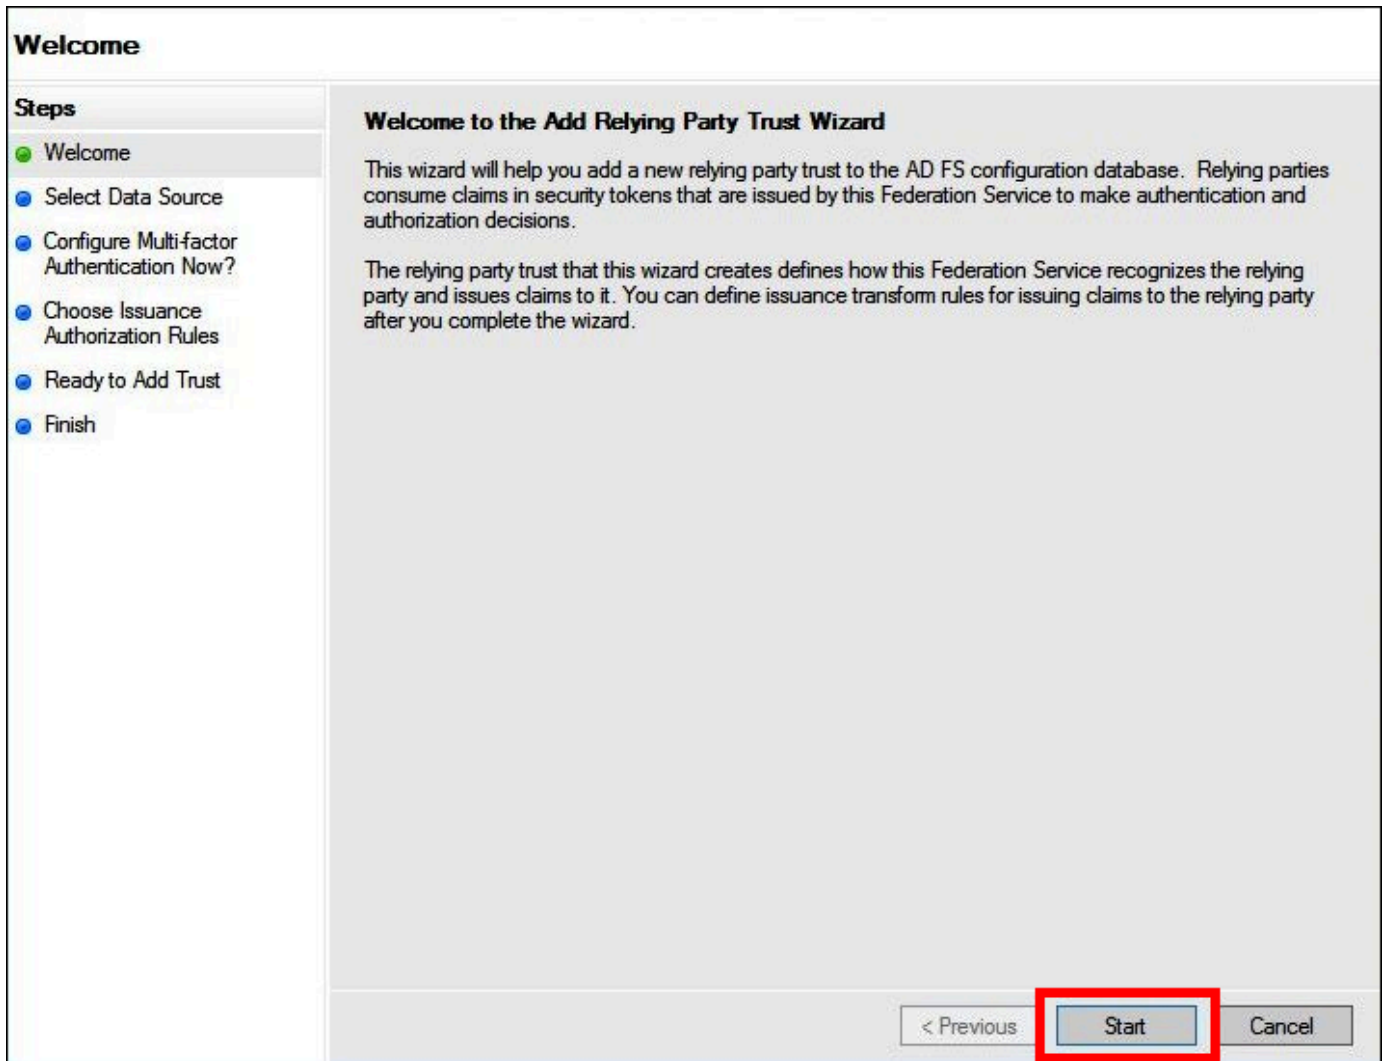 Welcome
Steps
Welcome
Select Data Source
Configure Multi-factor
Authentication Now?
Choose Issuance
Authorization Rules
Ready to Add Trust
Finish
Welcome to the Add Relying Party Trust Wizard
This wizard will help you add a new relying party trust to the AD FS configuration database.  Relying parties
consume claims in security tokens that are issued by this Federation Service to make authentication and
authorization decisions.
The relying party trust that this wizard creates defines how this Federation Service recognizes the relying
party and issues claims to it. You can define issuance transform rules for issuing claims to the relying party
after you complete the wizard.
< Previous
Start
Cancel